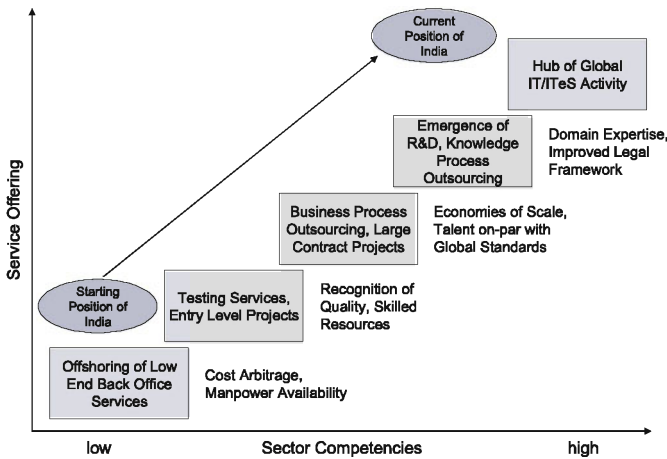 Current
Position of
India
Hub of Global
IT/ITeS Activity
Emergence of
R&D, Knowledge
Process
Outsourcing
Domain Expertise,
Improved Legal
Framework
Business Process
Outsourcing, Large
Contract Projects
Economies of Scale,
Talent on-par with
Global Standards
Service Offering
Starting
Position of
India
Testing Services,
Entry Level Projects
Recognition of
Quality, Skilled
Resources
Offshoring of Low
End Back Office
Services
Cost Arbitrage,
Manpower Availability
low Sector Competencies high